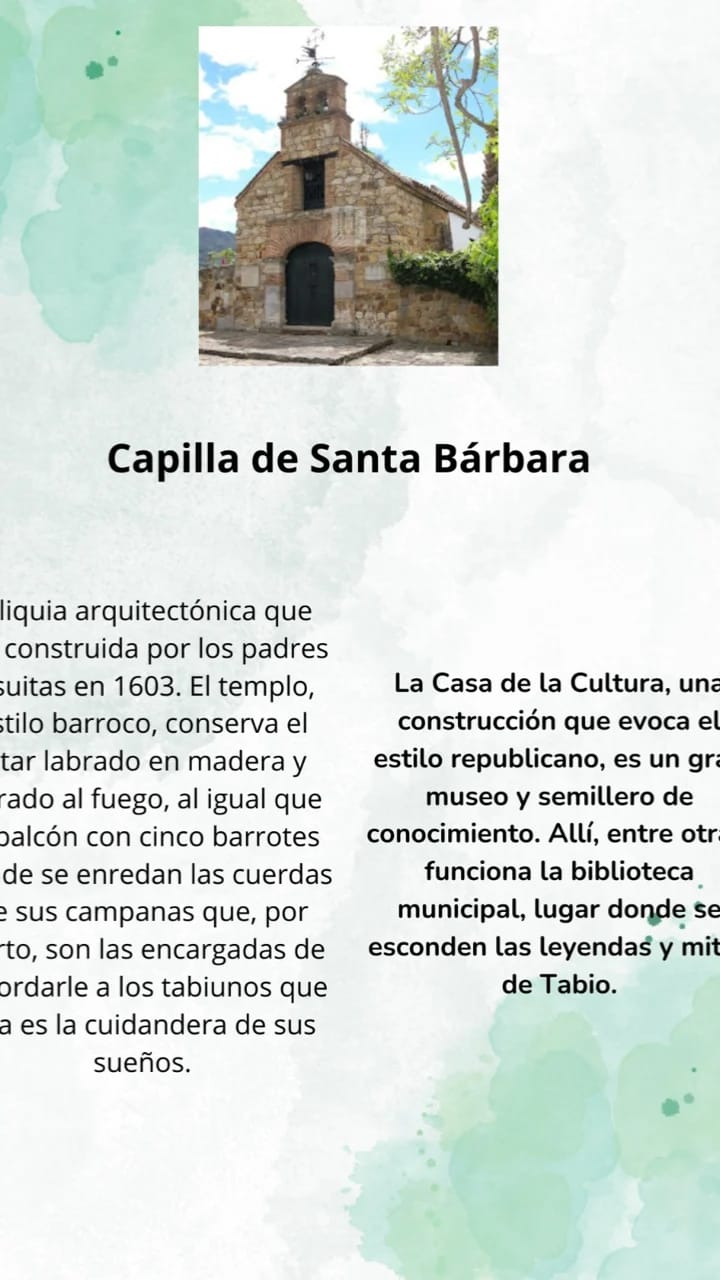 Capilla de Santa Bárbara
liquia arquitectónica que
construida por los padres
suitas en 1603. El templo,
stilo barroco, conserva el
tar labrado en madera y
rado al fuego, al igual que
balcón con cinco barrotes
de se enredan las cuerdas
e sus campanas que, por
rto, son las encargadas de
ordarle a los tabiunos que
a es la cuidandera de sus
sueños.
La Casa de la Cultura, una
construcción que evoca el
estilo republicano, es un gra
museo y semillero de
conocimiento. Allí, entre otra
funciona la biblioteca
municipal, lugar donde se
esconden las leyendas y mit
de Tabio.